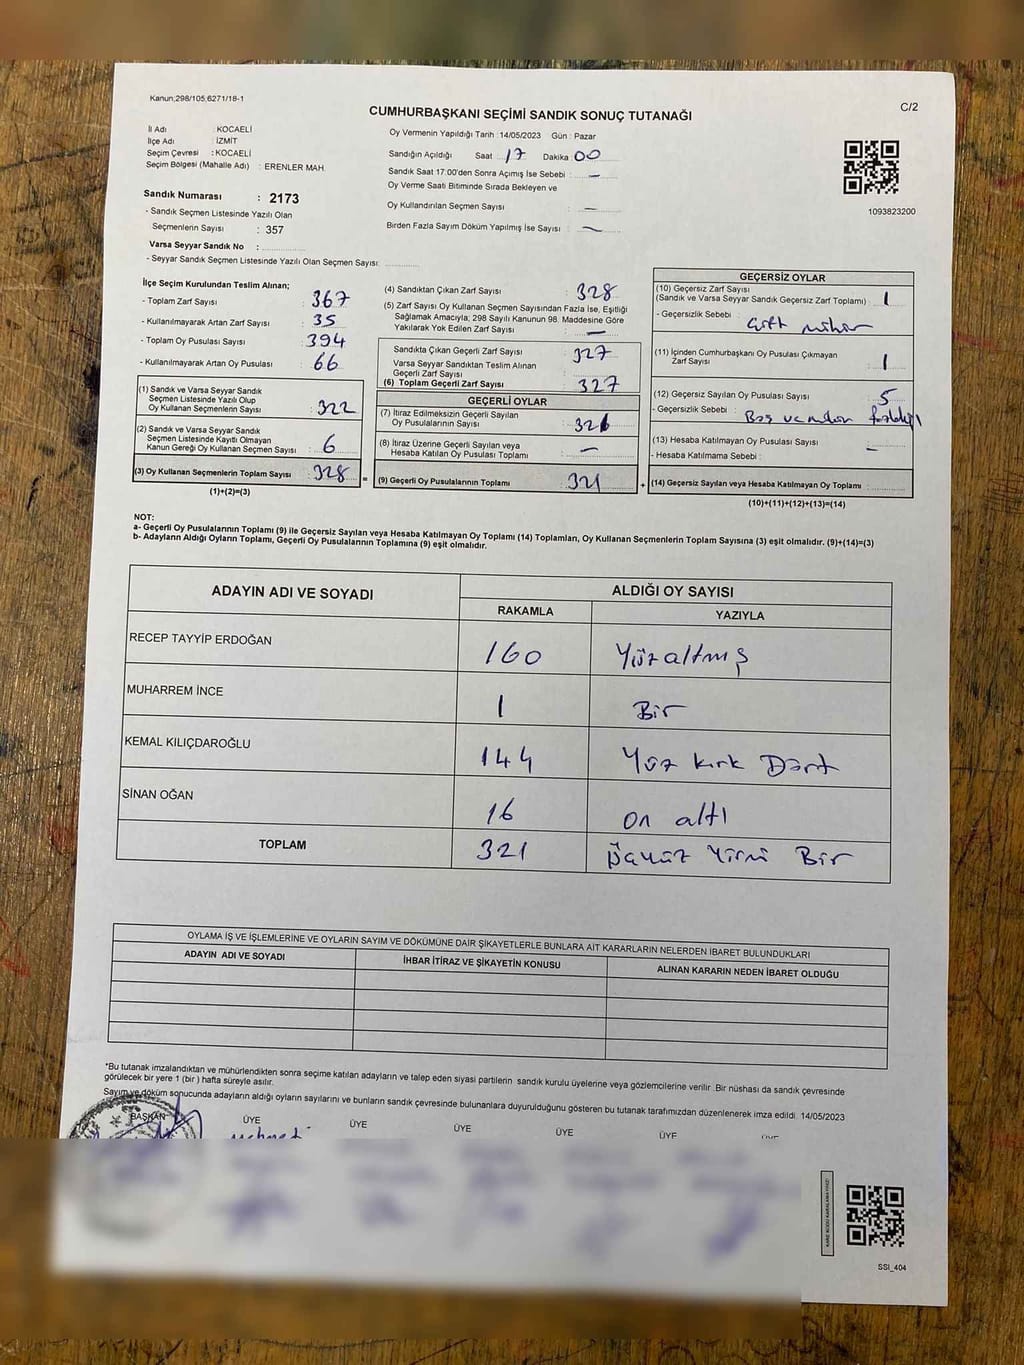 Kanun;298/105;6271/18-1
C/2
CUMHURBAŞKANI SEÇİMİ SANDIK SONUÇ TUTANAĞI
İl Adı : KOCAELİ
İlçe Adı : İZMİT
Seçim Çevresi : KOCAELİ
Seçim Bölgesi (Mahalle Adı) : ERENLER MAH.
Sandık Numarası : 2173
- Sandık Seçmen Listesinde Yazılı Olan
Seçmenlerin Sayısı : 357
Varsa Seyyar Sandık No :
- Seyyar Sandık Seçmen Listesinde Yazılı Olan Seçmen Sayısı:
Oy Vermenin Yapıldığı Tarih : 14/05/2023 Gün : Pazar
Sandığın Açıldığı Saat : 17 Dakika : 00
Sandık Saat 17:00'den Sonra Açımış İse Sebebi : —
Oy Verme Saati Bitiminde Sırada Bekleyen ve
Oy Kullandırılan Seçmen Sayısı : —
Birden Fazla Sayım Döküm Yapılmış İse Sayısı : —
1093823200
İlçe Seçim Kurulundan Teslim Alınan;
- Toplam Zarf Sayısı : 367
- Kullanılmayarak Artan Zarf Sayısı : 35
- Toplam Oy Pusulası Sayısı : 394
- Kullanılmayarak Artan Oy Pusulası : 66
(1) Sandık ve Varsa Seyyar Sandık
Seçmen Listesinde Yazılı Olup
Oy Kullanan Seçmenlerin Sayısı : 322
(2) Sandık ve Varsa Seyyar Sandık
Seçmen Listesinde Kayıtlı Olmayan
Kanun Gereği Oy Kullanan Seçmen Sayısı : 6
(3) Oy Kullanan Seçmenlerin Toplam Sayısı : 328
(1)+(2)=(3)
(4) Sandıktan Çıkan Zarf Sayısı : 328
(5) Zarf Sayısı Oy Kullanan Seçmen Sayısından Fazla İse, Eşitliği
Sağlamak Amacıyla; 298 Sayılı Kanunun 98. Maddesine Göre
Yakılarak Yok Edilen Zarf Sayısı : —
Sandıkta Çıkan Geçerli Zarf Sayısı : 327
Varsa Seyyar Sandıktan Teslim Alınan
Geçerli Zarf Sayısı :
(6) Toplam Geçerli Zarf Sayısı : 327
GEÇERLİ OYLAR
(7) İtiraz Edilmeksizin Geçerli Sayılan
Oy Pusulalarının Sayısı : 321
(8) İtiraz Üzerine Geçerli Sayılan veya
Hesaba Katılan Oy Pusulası Toplamı : —
(9) Geçerli Oy Pusulalarının Toplamı : 321
GEÇERSİZ OYLAR
(10) Geçersiz Zarf Sayısı
(Sandık ve Varsa Seyyar Sandık Geçersiz Zarf Toplamı) : 1
- Geçersizlik Sebebi : Çift mühür
(11) İçinden Cumhurbaşkanı Oy Pusulası Çıkmayan
Zarf Sayısı : 1
(12) Geçersiz Sayılan Oy Pusulası Sayısı : 5
- Geçersizlik Sebebi :
(13) Hesaba Katılmayan Oy Pusulası Sayısı : —
- Hesaba Katılmama Sebebi :
(14) Geçersiz Sayılan veya Hesaba Katılmayan Oy Toplamı :
(10)+(11)+(12)+(13)=(14)
NOT:
a- Geçerli Oy Pusulalarının Toplamı (9) ile Geçersiz Sayılan veya Hesaba Katılmayan Oy Toplamı (14) Toplamları, Oy Kullanan Seçmenlerin Toplam Sayısına (3) eşit olmalıdır. (9)+(14)=(3)
b- Adayların Aldığı Oyların Toplamı, Geçerli Oy Pusulalarının Toplamına (9) eşit olmalıdır.
ADAYIN ADI VE SOYADI
ALDIĞI OY SAYISI
RAKAMLA YAZIYLA
RECEP TAYYİP ERDOĞAN 160 Yüzaltmış
MUHARREM İNCE 1 Bir
KEMAL KILIÇDAROĞLU 144 Yüz kırk Dört
SİNAN OĞAN 16 on altı
TOPLAM 321 Üçyüz Yirmi Bir
OYLAMA İŞ VE İŞLEMLERİNE VE OYLARIN SAYIM VE DÖKÜMÜNE DAİR ŞİKAYETLERLE BUNLARA AİT KARARLARIN NELERDEN İBARET BULUNDUKLARI
ADAYIN ADI VE SOYADI İHBAR İTİRAZ VE ŞİKAYETİN KONUSU ALINAN KARARIN NEDEN İBARET OLDUĞU
*Bu tutanak imzalandıktan ve mühürlendikten sonra seçime katılan adayların ve talep eden siyasi partilerin sandık kurulu üyelerine veya gözlemcilerine verilir. Bir nüshası da sandık çevresinde
görülecek bir yere 1 (bir) hafta süreyle asılır.
Sayım ve döküm sonucunda adayların aldığı oyların sayılarını ve bunların sandık çevresinde bulunanlara duyurulduğunu gösteren bu tutanak tarafımızdan düzenlenerek imza edildi. 14/05/2023
BAŞKAN ÜYE ÜYE ÜYE ÜYE ÜYE ÜYE
KARE KODU KARALAMAYINIZ!
SSI_404